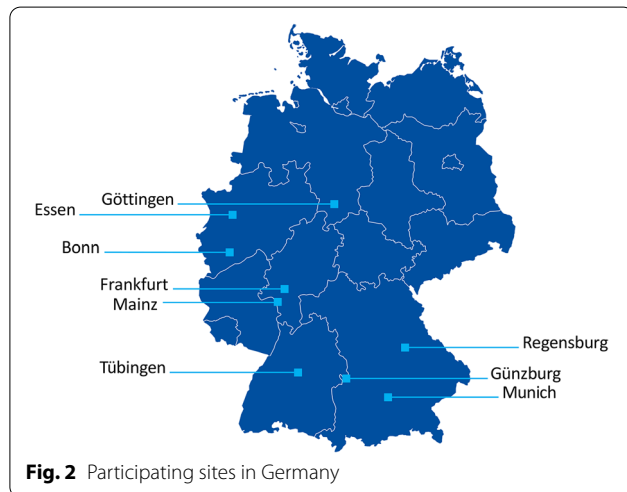 Göttingen
Essen
Bonn
Frankfurt
Mainz
Tübingen
Regensburg
Günzburg
Munich
Fig. 2 Participating sites in Germany